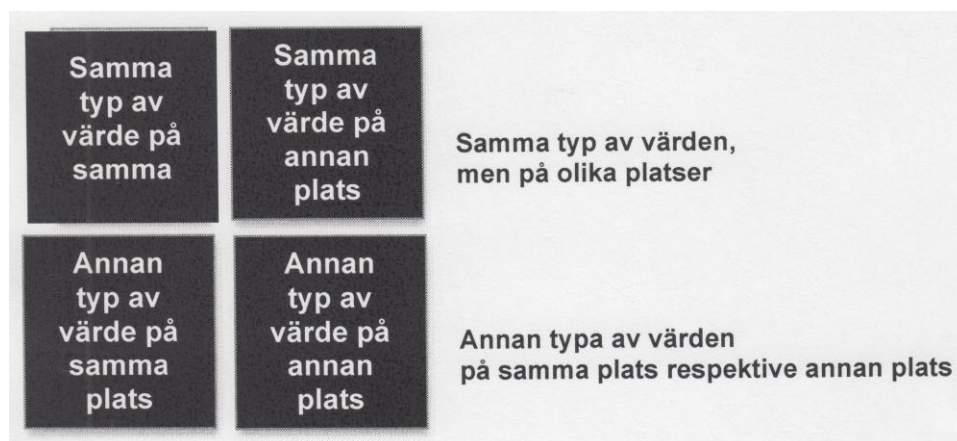 Samma
typ av
värde på
samma
Samma
typ av
värde på
annan
plats
Samma typ av värden,
men på olika platser
Annan
typ av
värde på
samma
plats
Annan
typ av
värde på
annan
plats
Annan typa av värden
på samma plats respektive annan plats